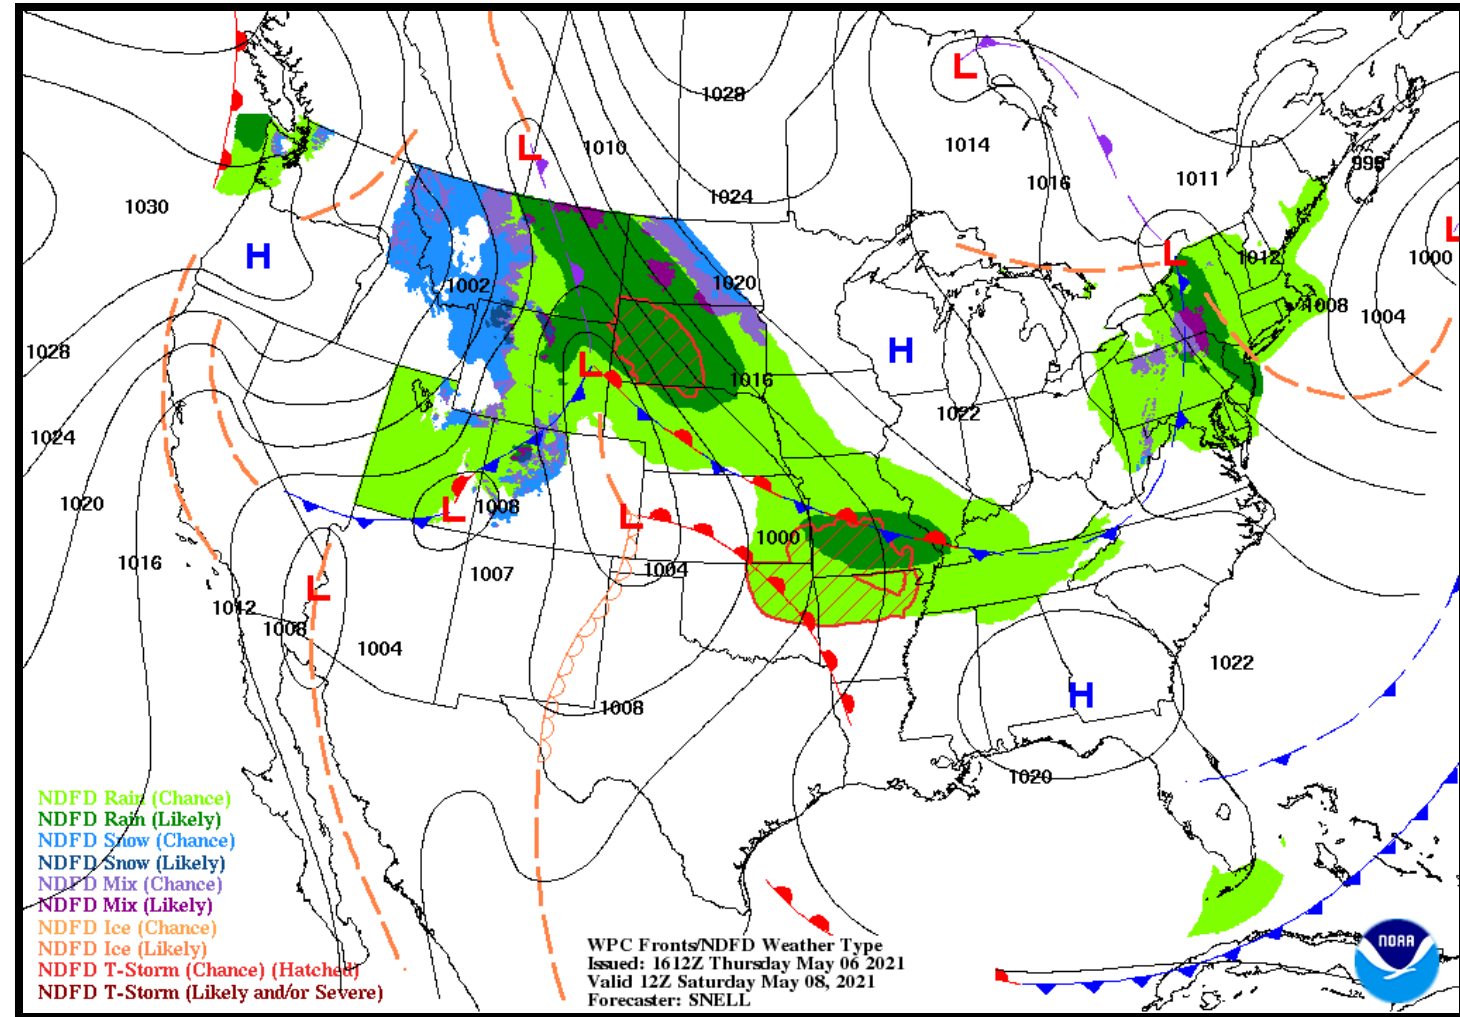 1028
1010
1014
998
1016
1011
1030
1024
H
1012
1000
1002
1020
1008
1004
1028
H
1016
1022
1024
1020
1008
1000
1016
1007
1004
1012
1008
1004
1022
H
1008
1020
L
L
L
L
L
L
L
L
NDFD Rain (Chance)
NDFD Rain (Likely)
NDFD Snow (Chance)
NDFD Snow (Likely)
NDFD Mix (Chance)
NDFD Mix (Likely)
NDFD Ice (Chance)
NDFD Ice (Likely)
NDFD T-Storm (Chance) (Hatched)
NDFD T-Storm (Likely and/or Severe)
WPC Fronts/NDFD Weather Type
Issued: 1612Z Thursday May 06 2021
Valid 12Z Saturday May 08, 2021
Forecaster: SNELL
NOAA